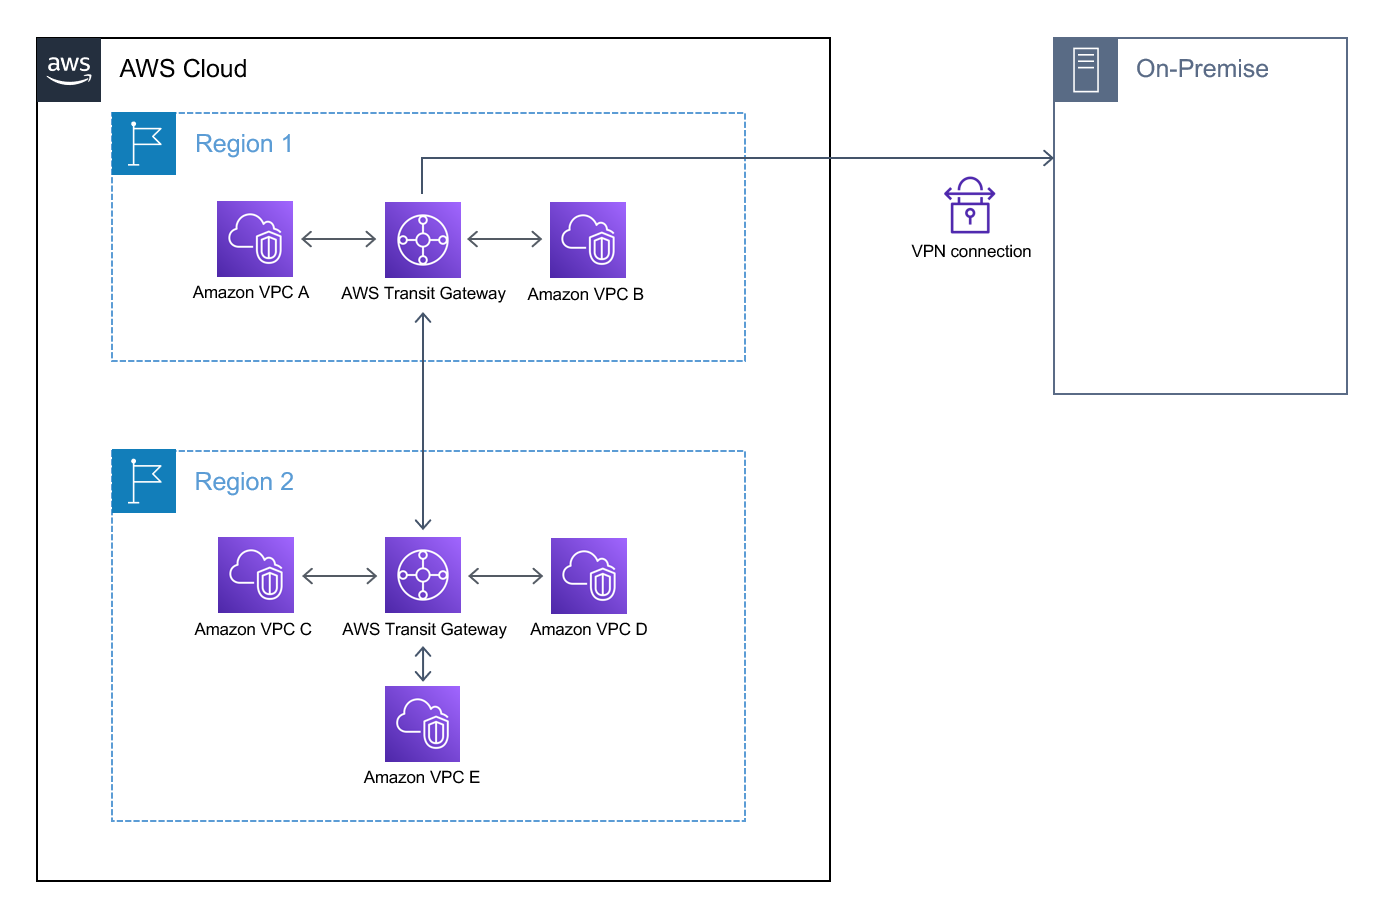 aws
AWS Cloud
On-Premise
Region 1
VPN connection
Amazon VPC A
AWS Transit Gateway
Amazon VPC B
Region 2
Amazon VPC C
AWS Transit Gateway
Amazon VPC D
Amazon VPC E